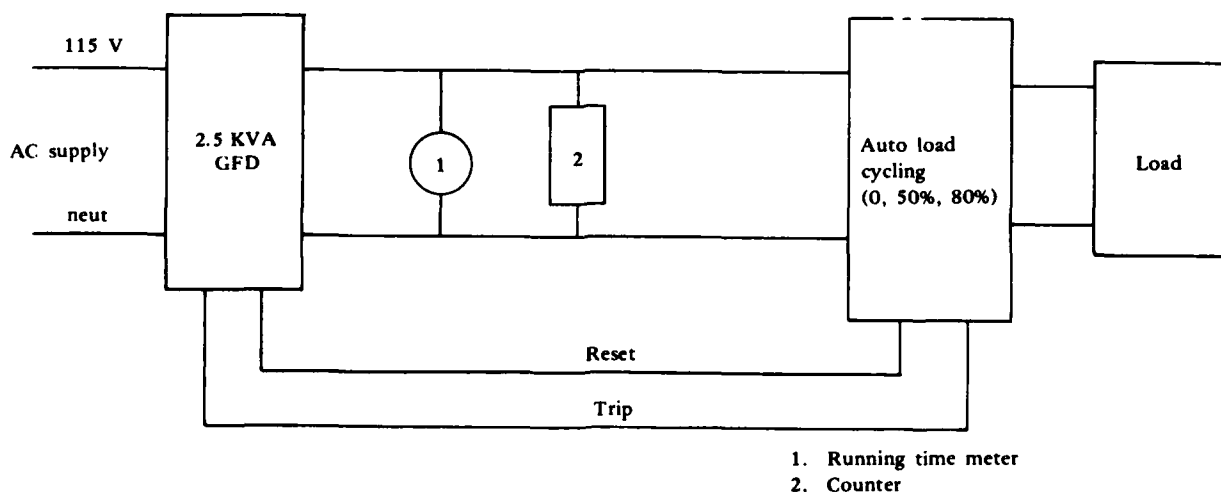 115 V
AC supply
neut
2.5 KVA
GFD
1
2
Auto load
cycling
(0, 50%, 80%)
Load
Reset
Trip
1. Running time meter
2. Counter